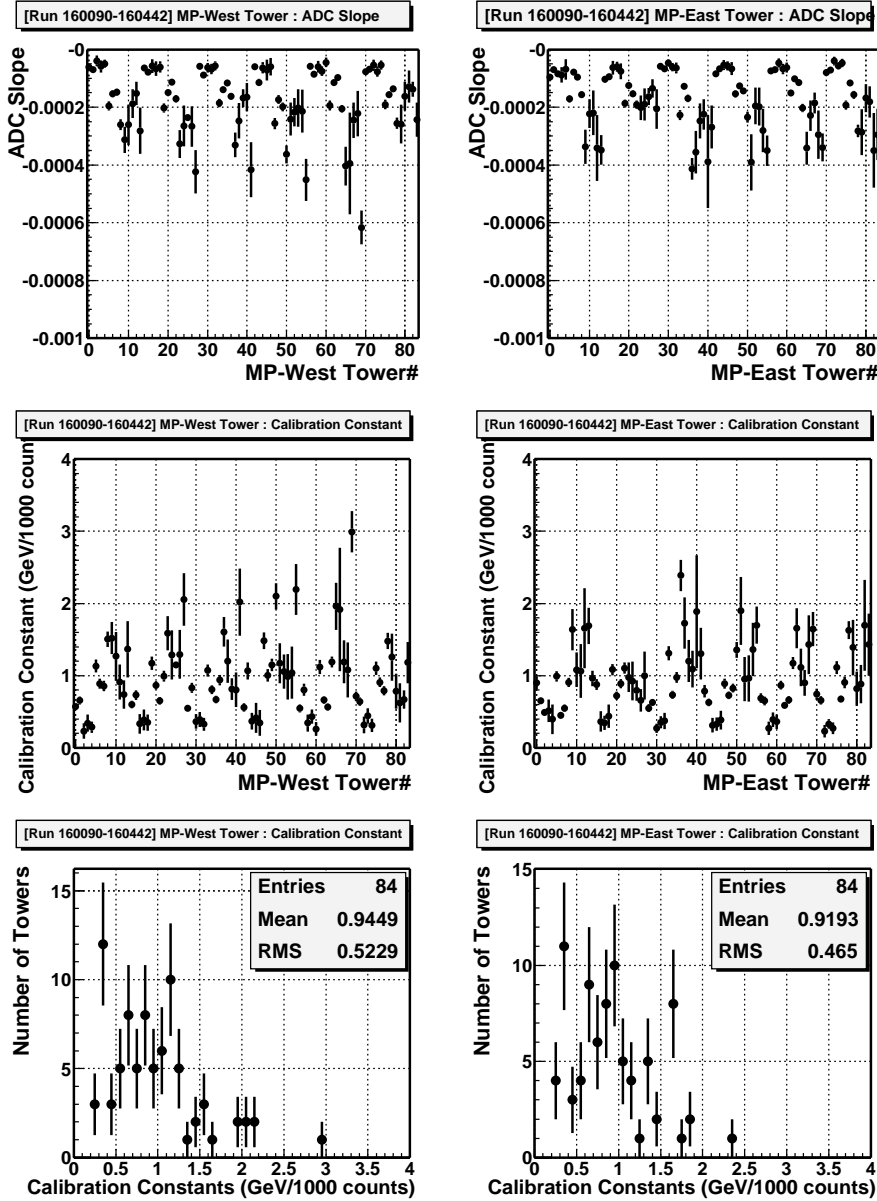 [Run 160090-160442] MP-West Tower : ADC Slope
ADC Slope
-0
-0.0002
-0.0004
-0.0006
-0.0008
-0.001
0 10 20 30 40 50 60 70 80
MP-West Tower#
[Run 160090-160442] MP-East Tower : ADC Slope
ADC Slope
-0
-0.0002
-0.0004
-0.0006
-0.0008
-0.001
0 10 20 30 40 50 60 70 80
MP-East Tower#
[Run 160090-160442] MP-West Tower : Calibration Constant
Calibration Constant (GeV/1000 coun
4
3
2
1
0
0 10 20 30 40 50 60 70 80
MP-West Tower#
[Run 160090-160442] MP-East Tower : Calibration Constant
Calibration Constant (GeV/1000 coun
4
3
2
1
0
0 10 20 30 40 50 60 70 80
MP-East Tower#
[Run 160090-160442] MP-West Tower : Calibration Constant
Number of Towers
15
10
5
0
Entries 84
Mean 0.9449
RMS 0.5229
0 0.5 1 1.5 2 2.5 3 3.5 4
Calibration Constants (GeV/1000 counts)
[Run 160090-160442] MP-East Tower : Calibration Constant
Number of Towers
15
10
5
0
Entries 84
Mean 0.9193
RMS 0.465
0 0.5 1 1.5 2 2.5 3 3.5 4
Calibration Constants (GeV/1000 counts)